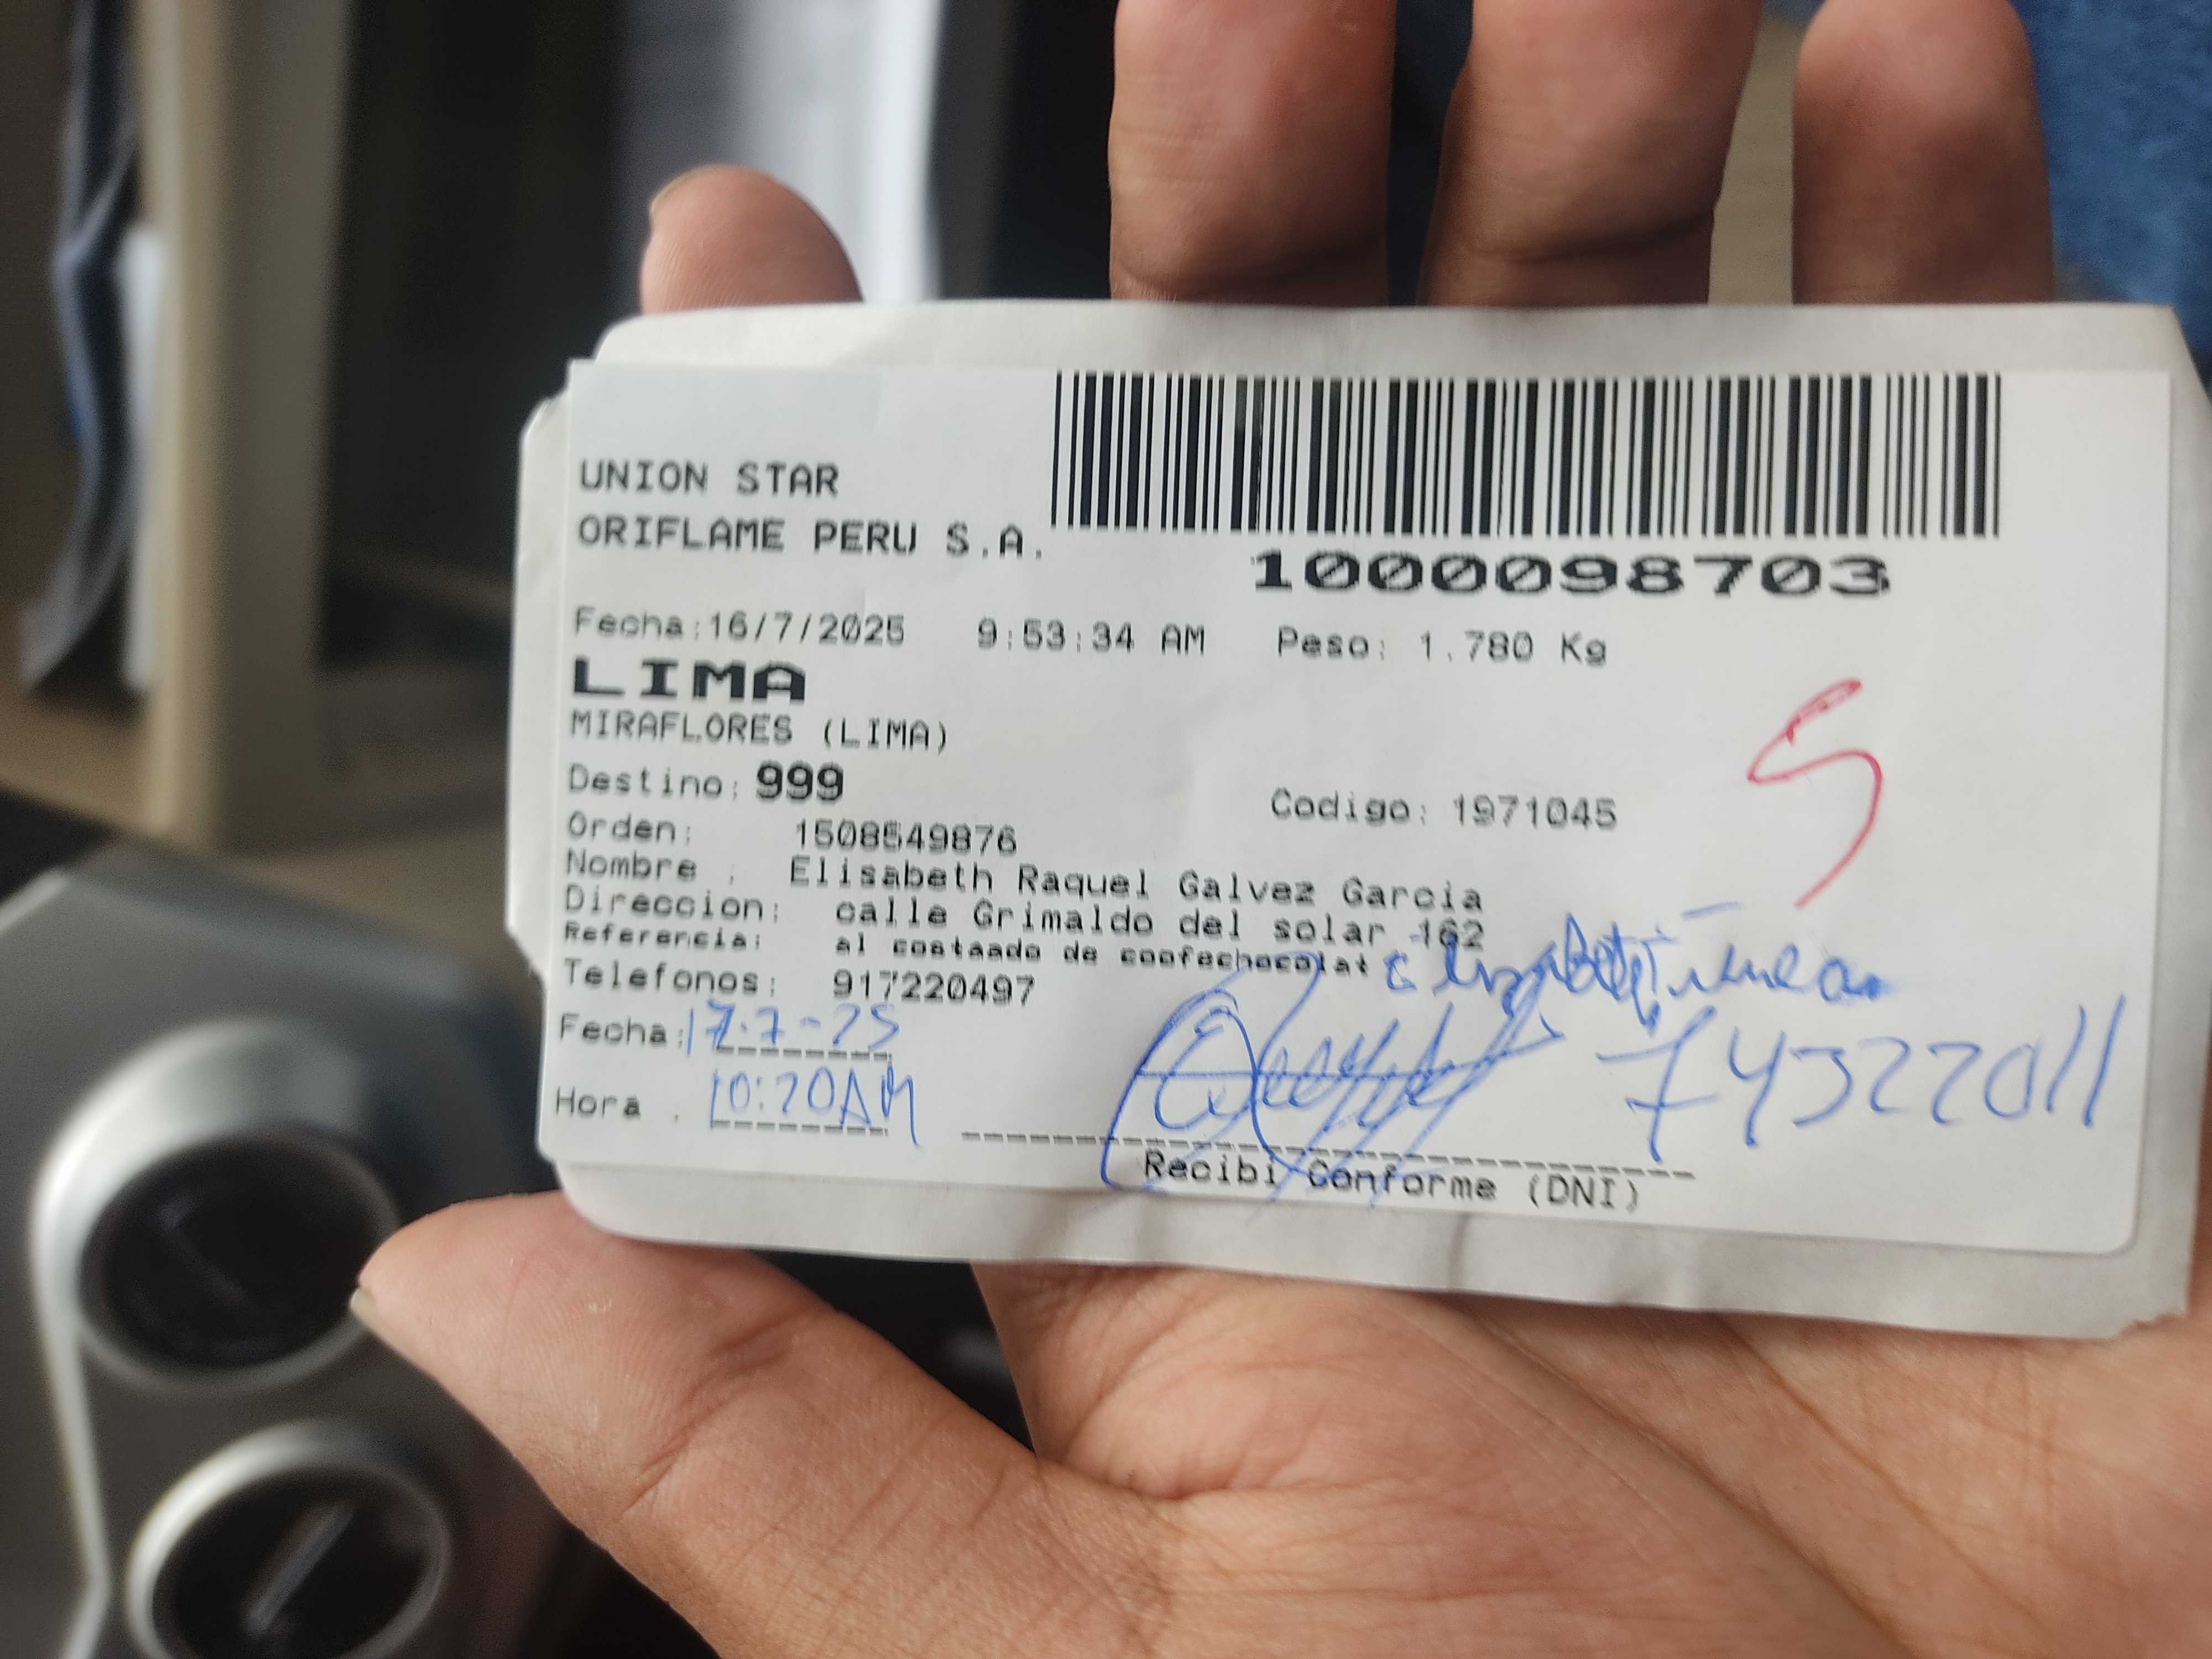 UNION STAR
ORIFLAME PERU S.A.
1000098703
Fecha:16/7/2025 9:53:34 AM Peso: 1.780 Kg
LIMA
MIRAFLORES (LIMA)
Destino: 999
Codigo: 1971045
Orden: 1508549876
Nombre : Elisabeth Raquel Galvez Garcia
Direccion: calle Grimaldo del solar 162
Referencia: al costaado de coofechocolat
Telefonos: 917220497
Fecha: 17-7-25
Hora : 10:20AM
74322011
Recibi Conforme (DNI)